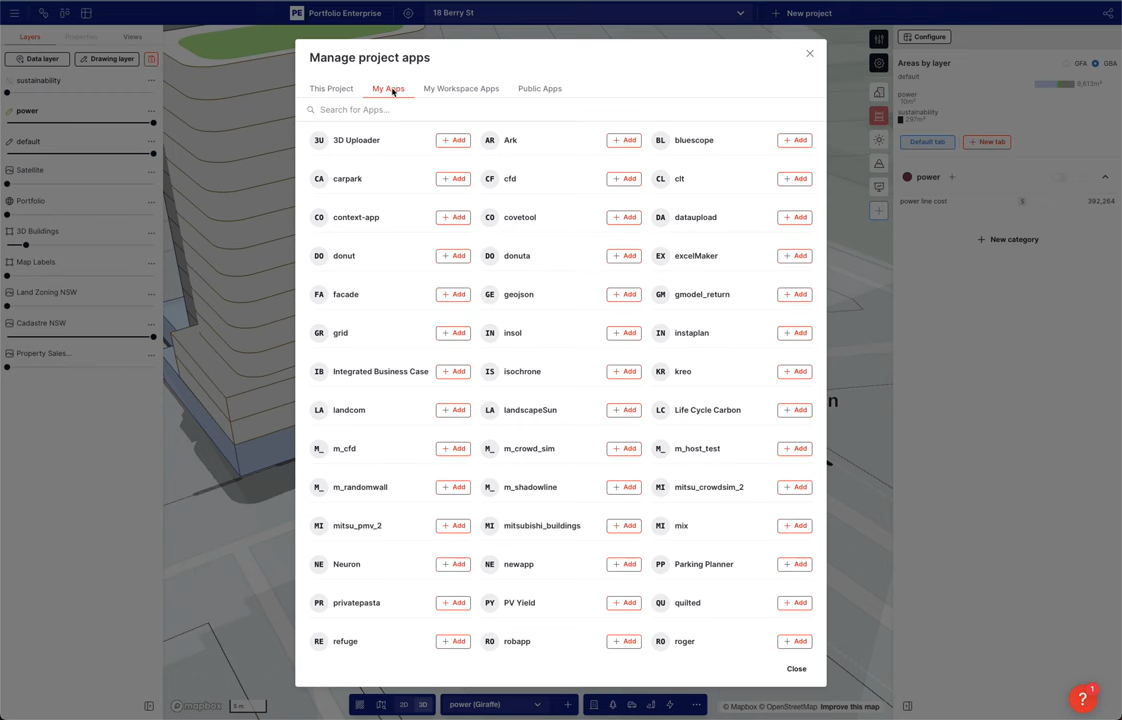 PE Portfolio Enterprise
18 Berry St
New project
Layers Properties Views
Data layer Drawing layer
sustainability
power
default
Satellite
Portfolio
3D Buildings
Map Labels
Land Zoning NSW
Cadastre NSW
Property Sales...
Manage project apps
This Project My Apps My Workspace Apps Public Apps
Search for Apps...
3U 3D Uploader + Add AR Ark + Add BL bluescope + Add
CA carpark + Add CF cfd + Add CL clt + Add
CO context-app + Add CO covetool + Add DA dataupload + Add
DO donut + Add DO donuta + Add EX excelMaker + Add
FA facade + Add GE geojson + Add GM gmodel_return + Add
GR grid + Add IN insol + Add IN instaplan + Add
IB Integrated Business Case + Add IS isochrone + Add KR kreo + Add
LA landcom + Add LA landscapeSun + Add LC Life Cycle Carbon + Add
M_ m_cfd + Add M_ m_crowd_sim + Add M_ m_host_test + Add
M_ m_randomwall + Add M_ m_shadowline + Add MI mitsu_crowdsim_2 + Add
MI mitsu_pmv_2 + Add MI mitsubishi_buildings + Add MI mix + Add
NE Neuron + Add NE newapp + Add PP Parking Planner + Add
PR privatepasta + Add PY PV Yield + Add QU quilted + Add
RE refuge + Add RO robapp + Add RO roger + Add
Close
n
Configure
Areas by layer GFA GBA
default
8,613m²
power
10m²
sustainability
297m²
Default tab + New tab
power +
power line cost $ 392,264
+ New category
mapbox 5 m
2D 3D power (Giraffe)
© Mapbox © OpenStreetMap Improve this map
? 1